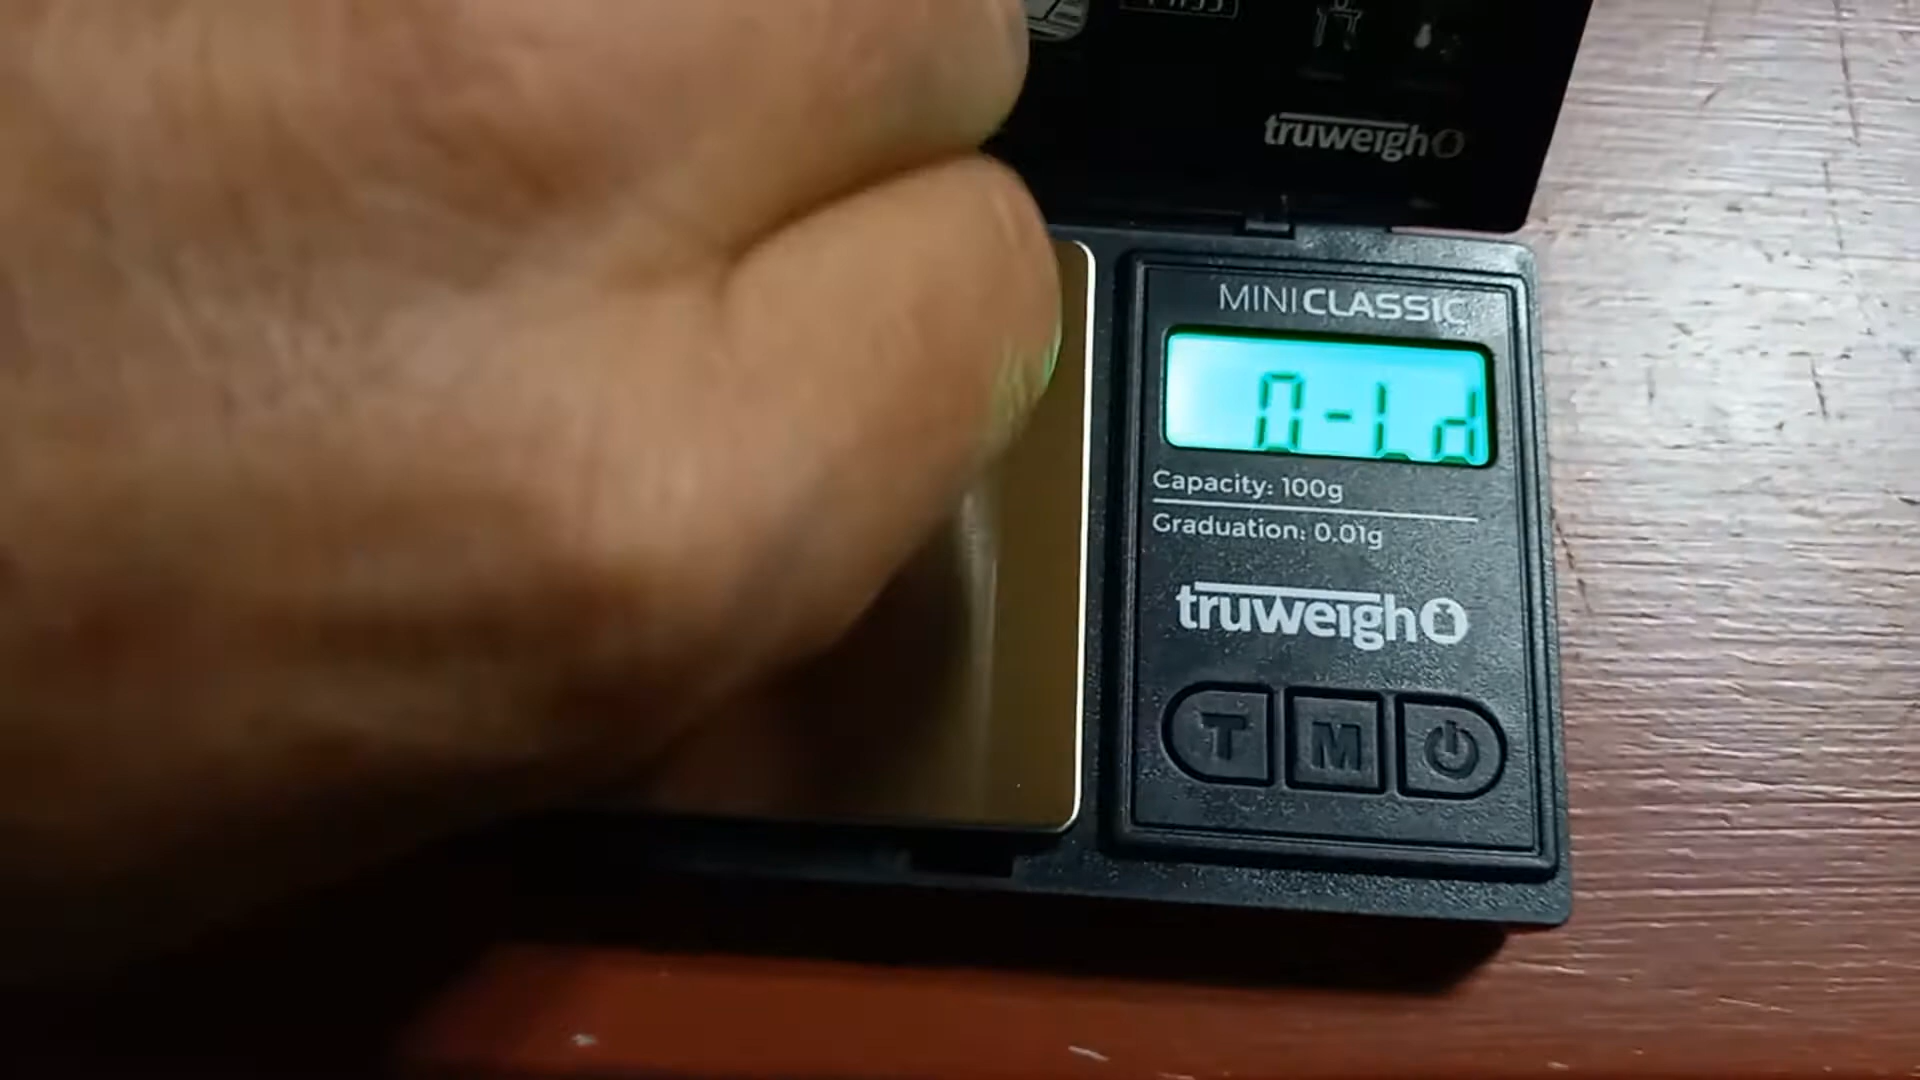 truweigh
MINICLASSIC
0-Ld
Capacity: 100g
Graduation: 0.01g
truweigh
T M